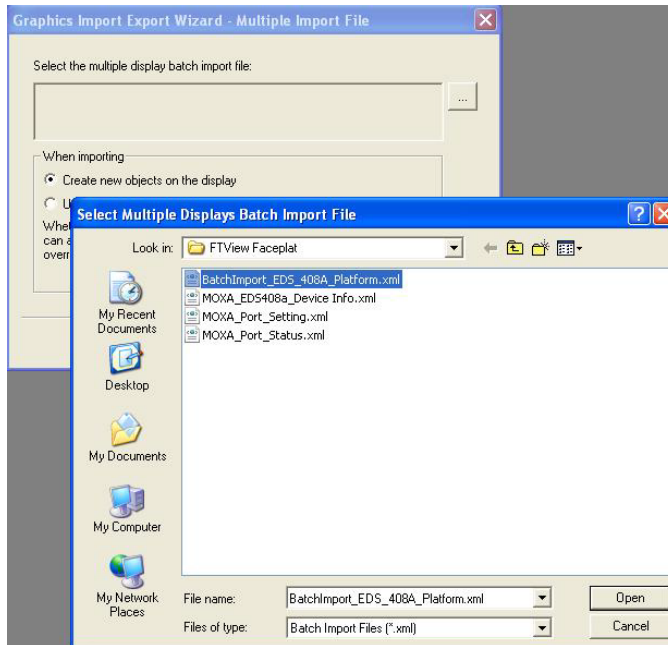 Graphics Import Export Wizard - Multiple Import File
Select the multiple display batch import file:
...
When importing
Create new objects on the display
Select Multiple Displays Batch Import File
Look in: FTView Faceplat
BatchImport_EDS_408A_Platform.xml
MOXA_EDS408a_Device Info.xml
MOXA_Port_Setting.xml
MOXA_Port_Status.xml
My Recent
Documents
Desktop
My Documents
My Computer
My Network
Places
File name: BatchImport_EDS_408A_Platform.xml Open
Files of type: Batch Import Files (*.xml) Cancel